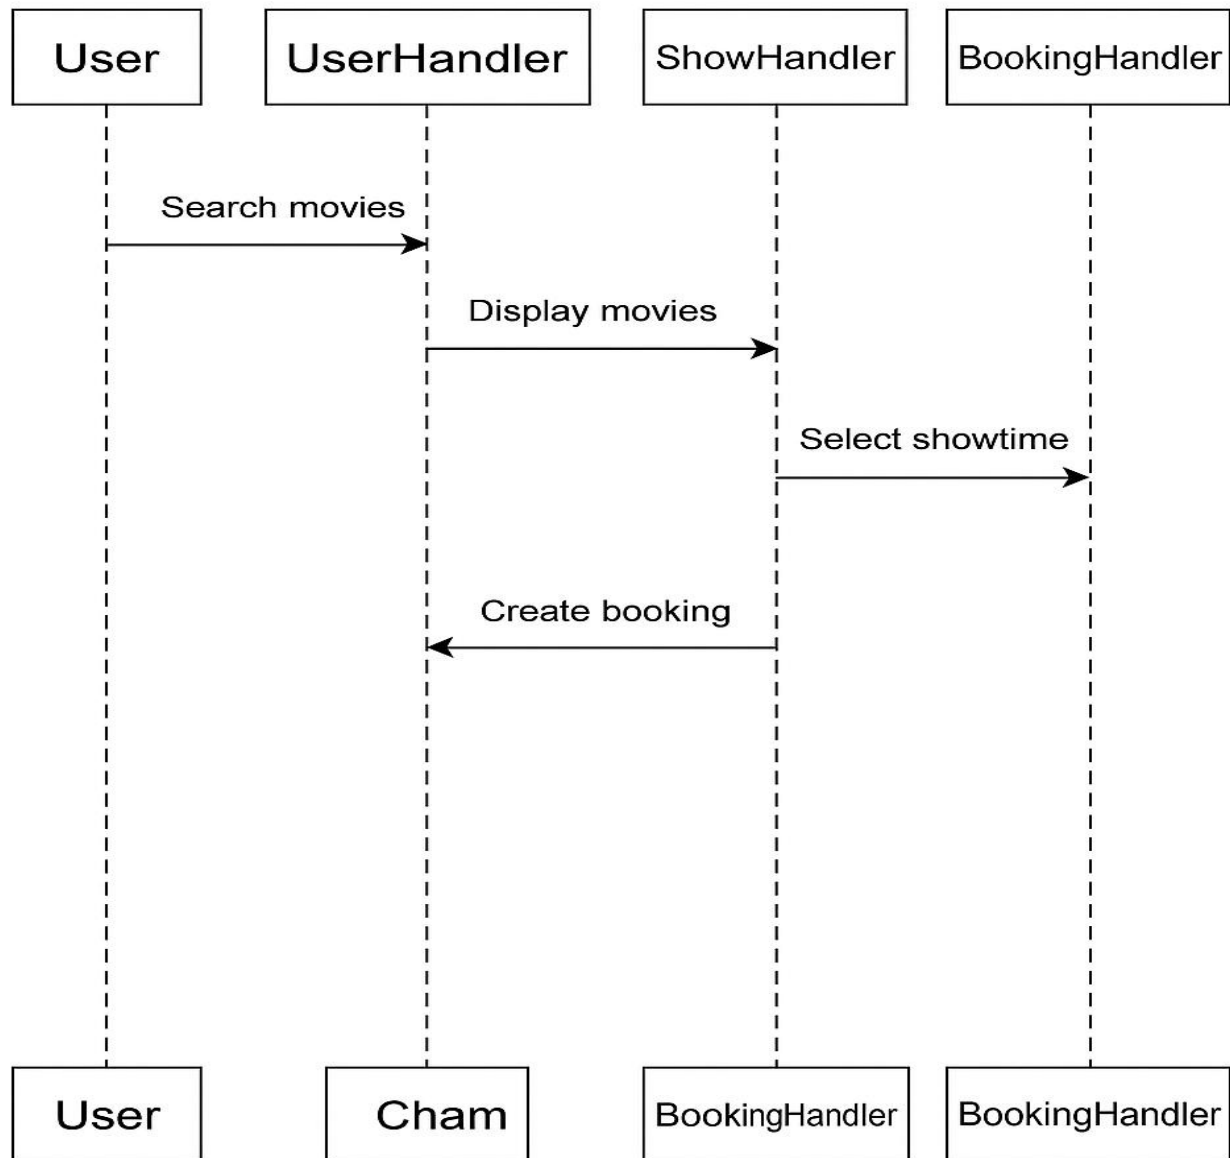 User
UserHandler
ShowHandler
BookingHandler
Search movies
Display movies
Select showtime
Create booking
User
Cham
BookingHandler
BookingHandler